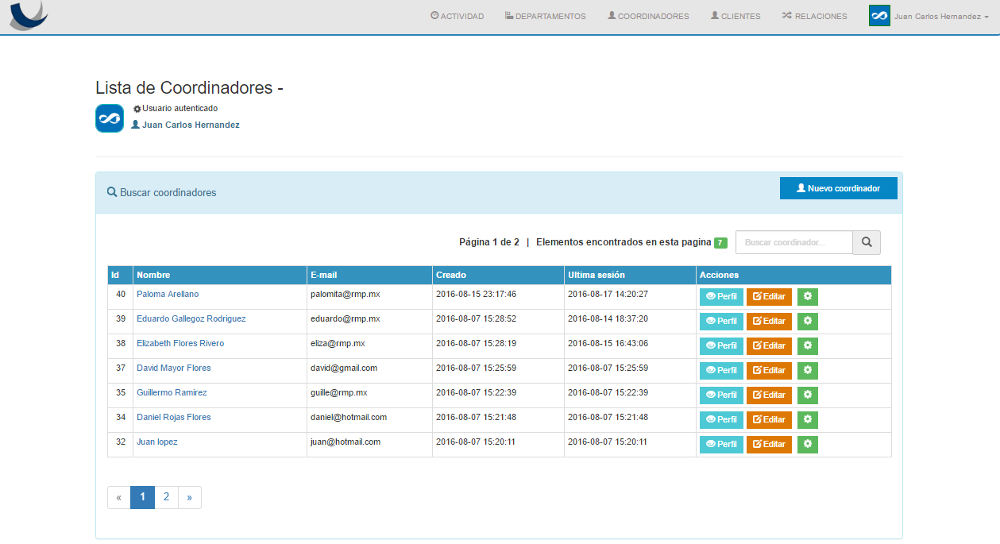 ACTIVIDAD DEPARTAMENTOS COORDINADORES CLIENTES RELACIONES Juan Carlos Hernandez
Lista de Coordinadores -
Usuario autenticado
Juan Carlos Hernandez
Buscar coordinadores
Nuevo coordinador
Página 1 de 2 | Elementos encontrados en esta pagina 7 Buscar coordinador...
Id Nombre E-mail Creado Ultima sesión Acciones
40 Paloma Arellano palomita@rmp.mx 2016-08-15 23:17:46 2016-08-17 14:20:27 Perfil Editar
39 Eduardo Gallegoz Rodriguez eduardo@rmp.mx 2016-08-07 15:28:52 2016-08-14 18:37:20 Perfil Editar
38 Elizabeth Flores Rivero eliza@rmp.mx 2016-08-07 15:28:19 2016-08-15 16:43:06 Perfil Editar
37 David Mayor Flores david@gmail.com 2016-08-07 15:25:59 2016-08-07 15:25:59 Perfil Editar
35 Guillermo Ramirez guille@rmp.mx 2016-08-07 15:22:39 2016-08-07 15:22:39 Perfil Editar
34 Daniel Rojas Flores daniel@hotmail.com 2016-08-07 15:21:48 2016-08-07 15:21:48 Perfil Editar
32 Juan lopez juan@hotmail.com 2016-08-07 15:20:11 2016-08-07 15:20:11 Perfil Editar
« 1 2 »